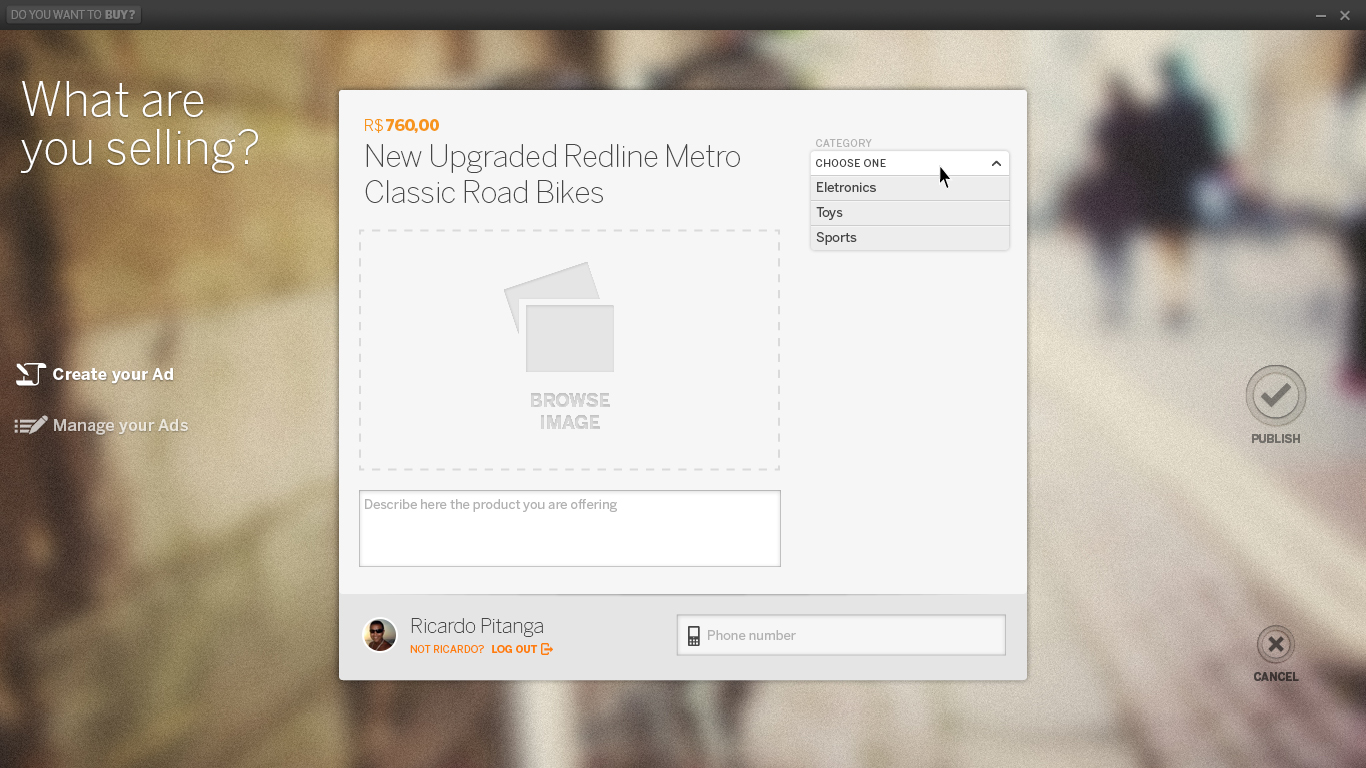 DO YOU WANT TO BUY?
What are
you selling?
R$ 760,00
New Upgraded Redline Metro
Classic Road Bikes
CATEGORY
CHOOSE ONE
Eletronics
Toys
Sports
BROWSE
IMAGE
Create your Ad
Manage your Ads
PUBLISH
Describe here the product you are offering
Ricardo Pitanga
NOT RICARDO? LOG OUT
Phone number
CANCEL